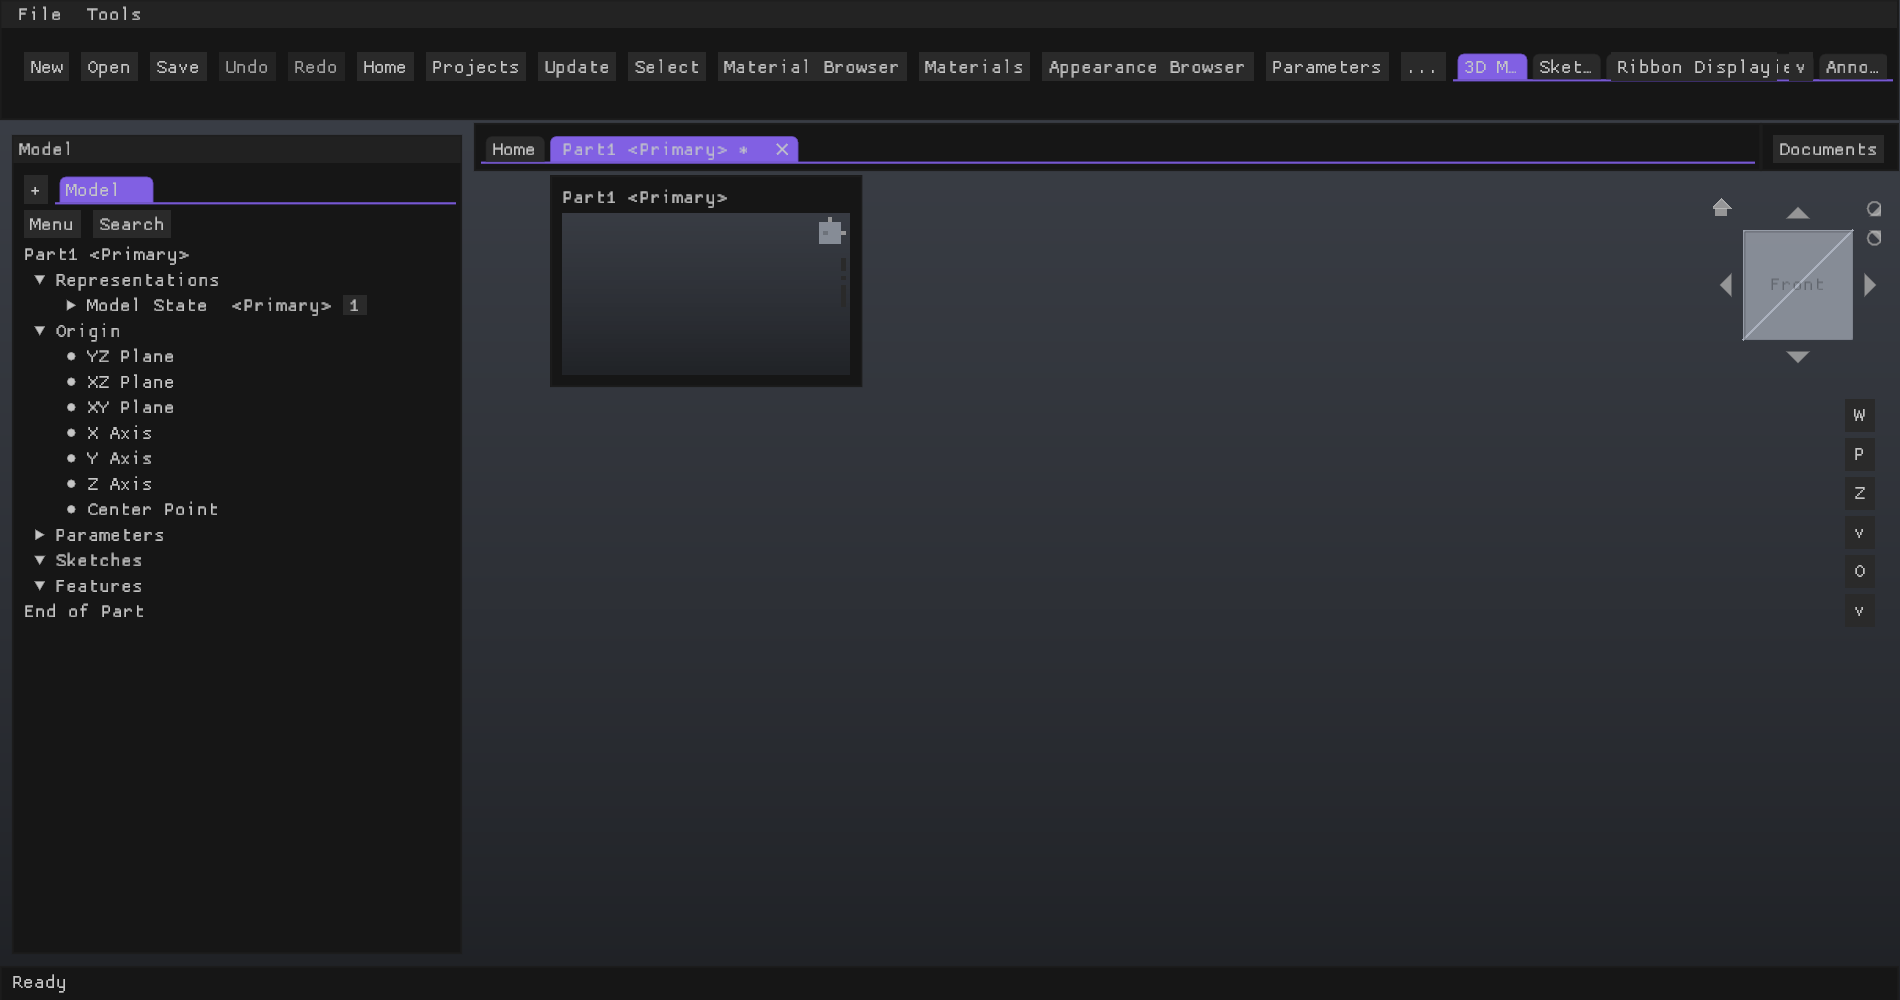 File Tools
New Open Save Undo Redo Home Projects Update Select Material Browser Materials Appearance Browser Parameters ... 3D M… Sket… Ribbon Display v Anno…
Model
+ Model
Menu Search
Part1 <Primary>
Representations
Model State <Primary> 1
Origin
YZ Plane
XZ Plane
XY Plane
X Axis
Y Axis
Z Axis
Center Point
Parameters
Sketches
Features
End of Part
Home Part1 <Primary> * Documents
Part1 <Primary>
Front
W
P
Z
v
O
v
Ready